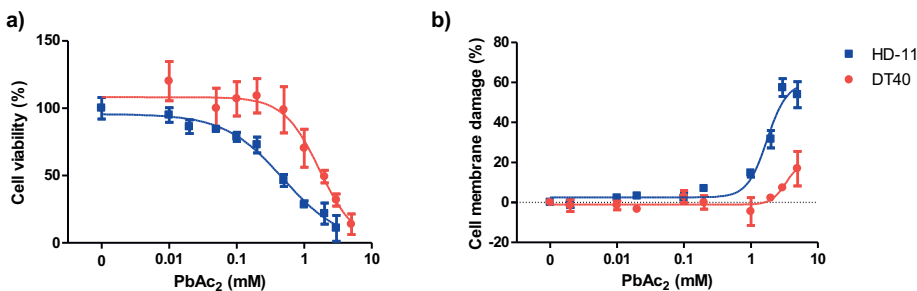 a)
150
100
50
0
Cell viability (%)
0 0.01 0.1 1 10
PbAc₂ (mM)
b)
80
60
40
20
0
-20
Cell membrane damage (%)
0 0.01 0.1 1 10
PbAc₂ (mM)
HD-11
DT40